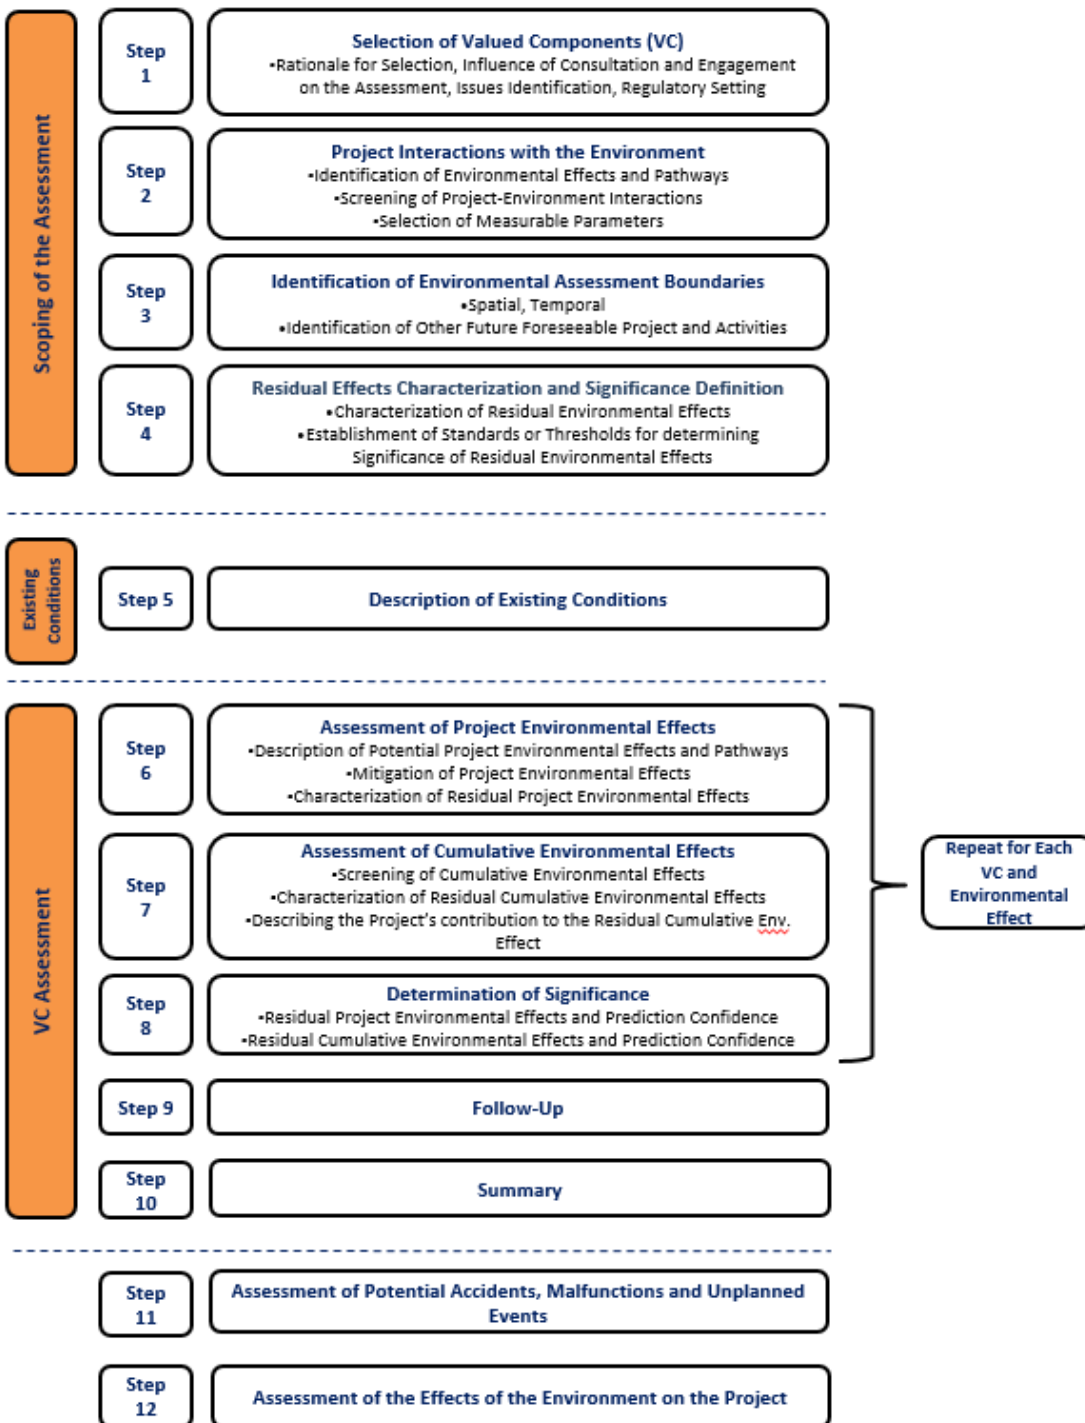 Scoping of the Assessment
Step
1
Selection of Valued Components (VC)
•Rationale for Selection, Influence of Consultation and Engagement
on the Assessment, Issues Identification, Regulatory Setting
Step
2
Project Interactions with the Environment
•Identification of Environmental Effects and Pathways
•Screening of Project-Environment Interactions
•Selection of Measurable Parameters
Step
3
Identification of Environmental Assessment Boundaries
•Spatial, Temporal
•Identification of Other Future Foreseeable Project and Activities
Step
4
Residual Effects Characterization and Significance Definition
•Characterization of Residual Environmental Effects
•Establishment of Standards or Thresholds for determining
Significance of Residual Environmental Effects
Existing
Conditions
Step 5
Description of Existing Conditions
VC Assessment
Step
6
Assessment of Project Environmental Effects
•Description of Potential Project Environmental Effects and Pathways
•Mitigation of Project Environmental Effects
•Characterization of Residual Project Environmental Effects
Step
7
Assessment of Cumulative Environmental Effects
•Screening of Cumulative Environmental Effects
•Characterization of Residual Cumulative Environmental Effects
•Describing the Project's contribution to the Residual Cumulative Env.
Effect
Step
8
Determination of Significance
•Residual Project Environmental Effects and Prediction Confidence
•Residual Cumulative Environmental Effects and Prediction Confidence
Repeat for Each
VC and
Environmental
Effect
Step 9
Follow-Up
Step
10
Summary
Step
11
Assessment of Potential Accidents, Malfunctions and Unplanned
Events
Step
12
Assessment of the Effects of the Environment on the Project